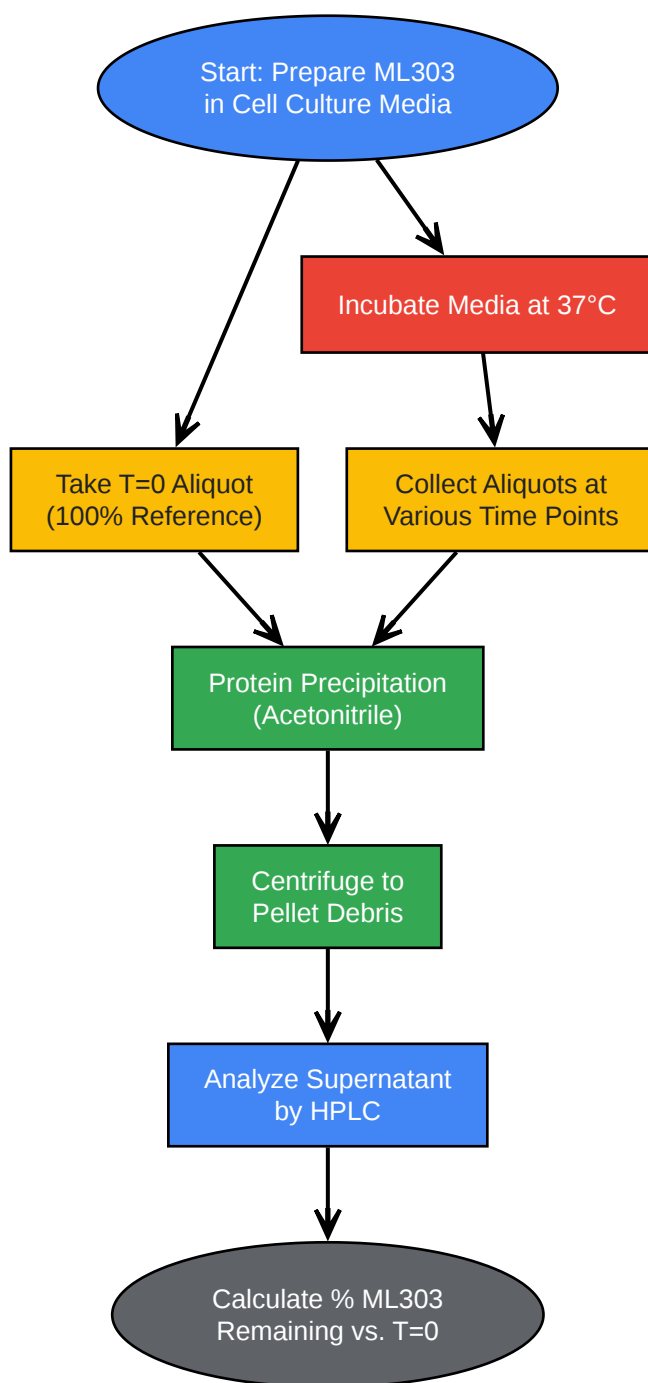 Start: Prepare ML303
in Cell Culture Media
Incubate Media at 37°C
Take T=0 Aliquot
(100% Reference)
Collect Aliquots at
Various Time Points
Protein Precipitation
(Acetonitrile)
Centrifuge to
Pellet Debris
Analyze Supernatant
by HPLC
Calculate % ML303
Remaining vs. T=0